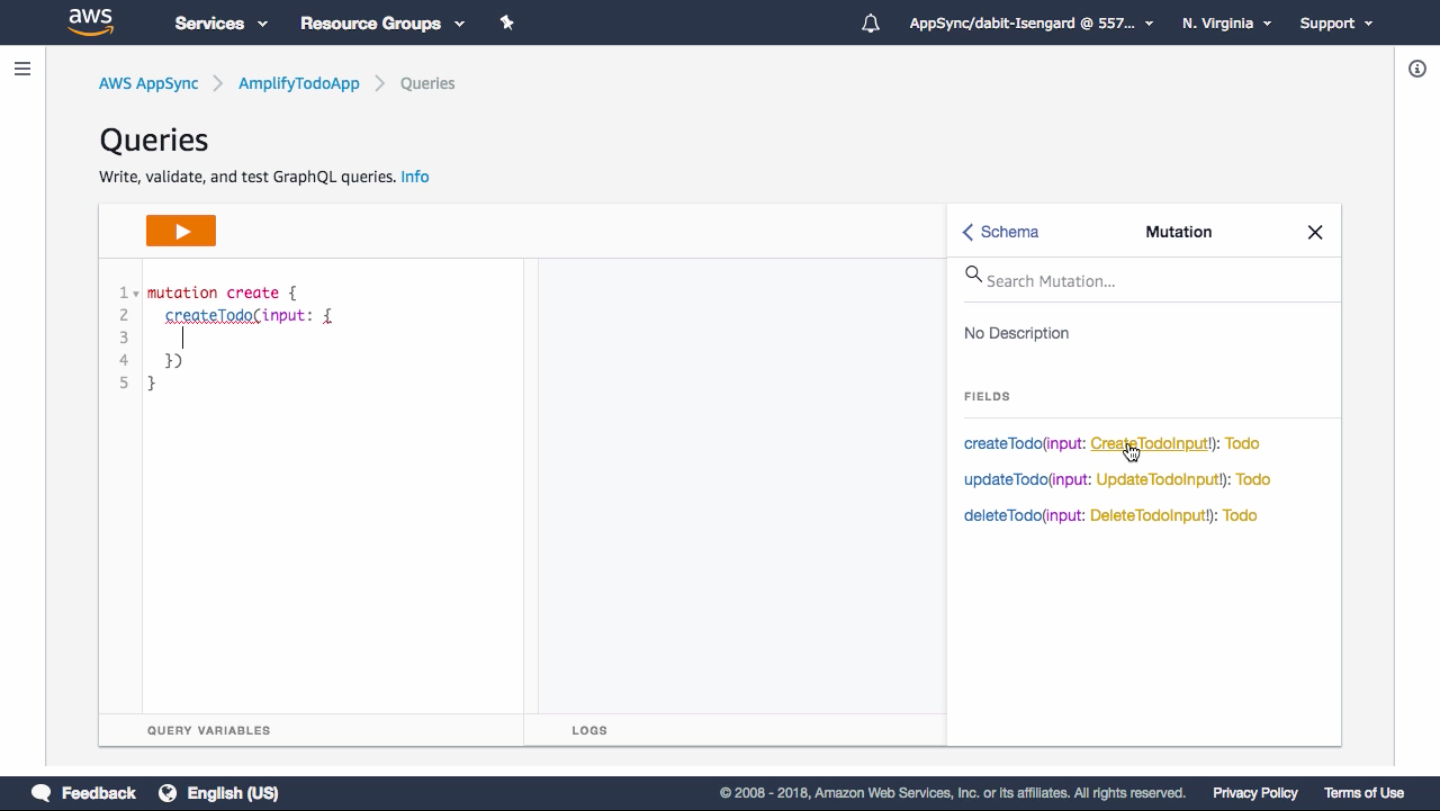 aws Services Resource Groups AppSync/dabit-Isengard @ 557... N. Virginia Support
AWS AppSync AmplifyTodoApp Queries
Queries
Write, validate, and test GraphQL queries. Info
1 mutation create {
2 createTodo(input: {
3
4 })
5 }
QUERY VARIABLES
LOGS
Schema Mutation
Search Mutation...
No Description
FIELDS
createTodo(input: CreateTodoInput!): Todo
updateTodo(input: UpdateTodoInput!): Todo
deleteTodo(input: DeleteTodoInput!): Todo
Feedback English (US) © 2008 - 2018, Amazon Web Services, Inc. or its affiliates. All rights reserved. Privacy Policy Terms of Use